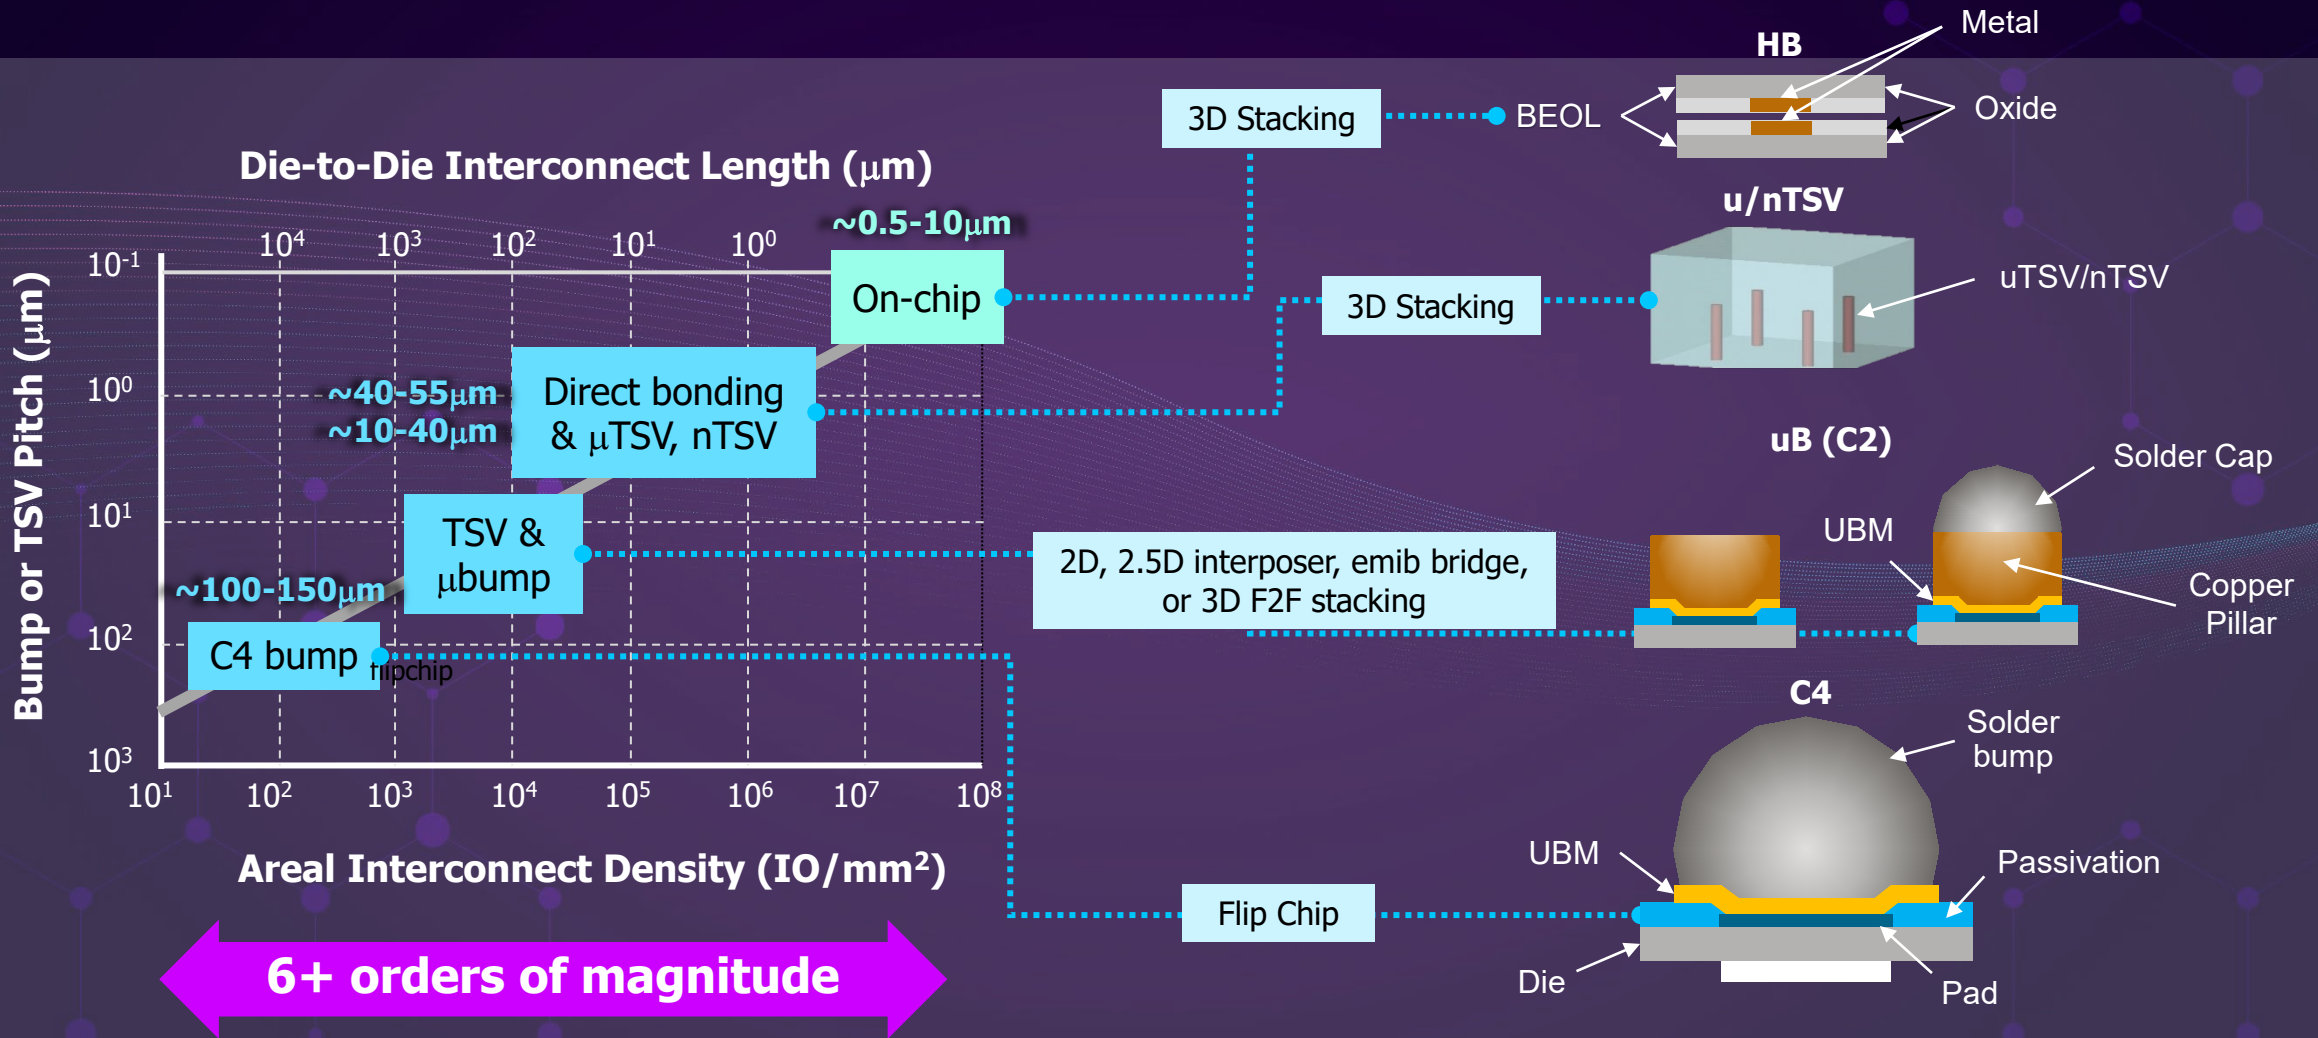 Die-to-Die Interconnect Length (μm)
~0.5-10μm
10⁴ 10³ 10² 10¹ 10⁰
Bump or TSV Pitch (μm)
10⁻¹
10⁰
10¹
10²
10³
On-chip
~40-55μm
~10-40μm
Direct bonding
& μTSV, nTSV
TSV &
μbump
~100-150μm
C4 bump
flipchip
10¹ 10² 10³ 10⁴ 10⁵ 10⁶ 10⁷ 10⁸
Areal Interconnect Density (IO/mm²)
6+ orders of magnitude
3D Stacking
3D Stacking
2D, 2.5D interposer, emib bridge,
or 3D F2F stacking
Flip Chip
HB
Metal
BEOL
Oxide
u/nTSV
uTSV/nTSV
uB (C2)
Solder Cap
UBM
Copper
Pillar
C4
Solder
bump
UBM
Passivation
Die
Pad